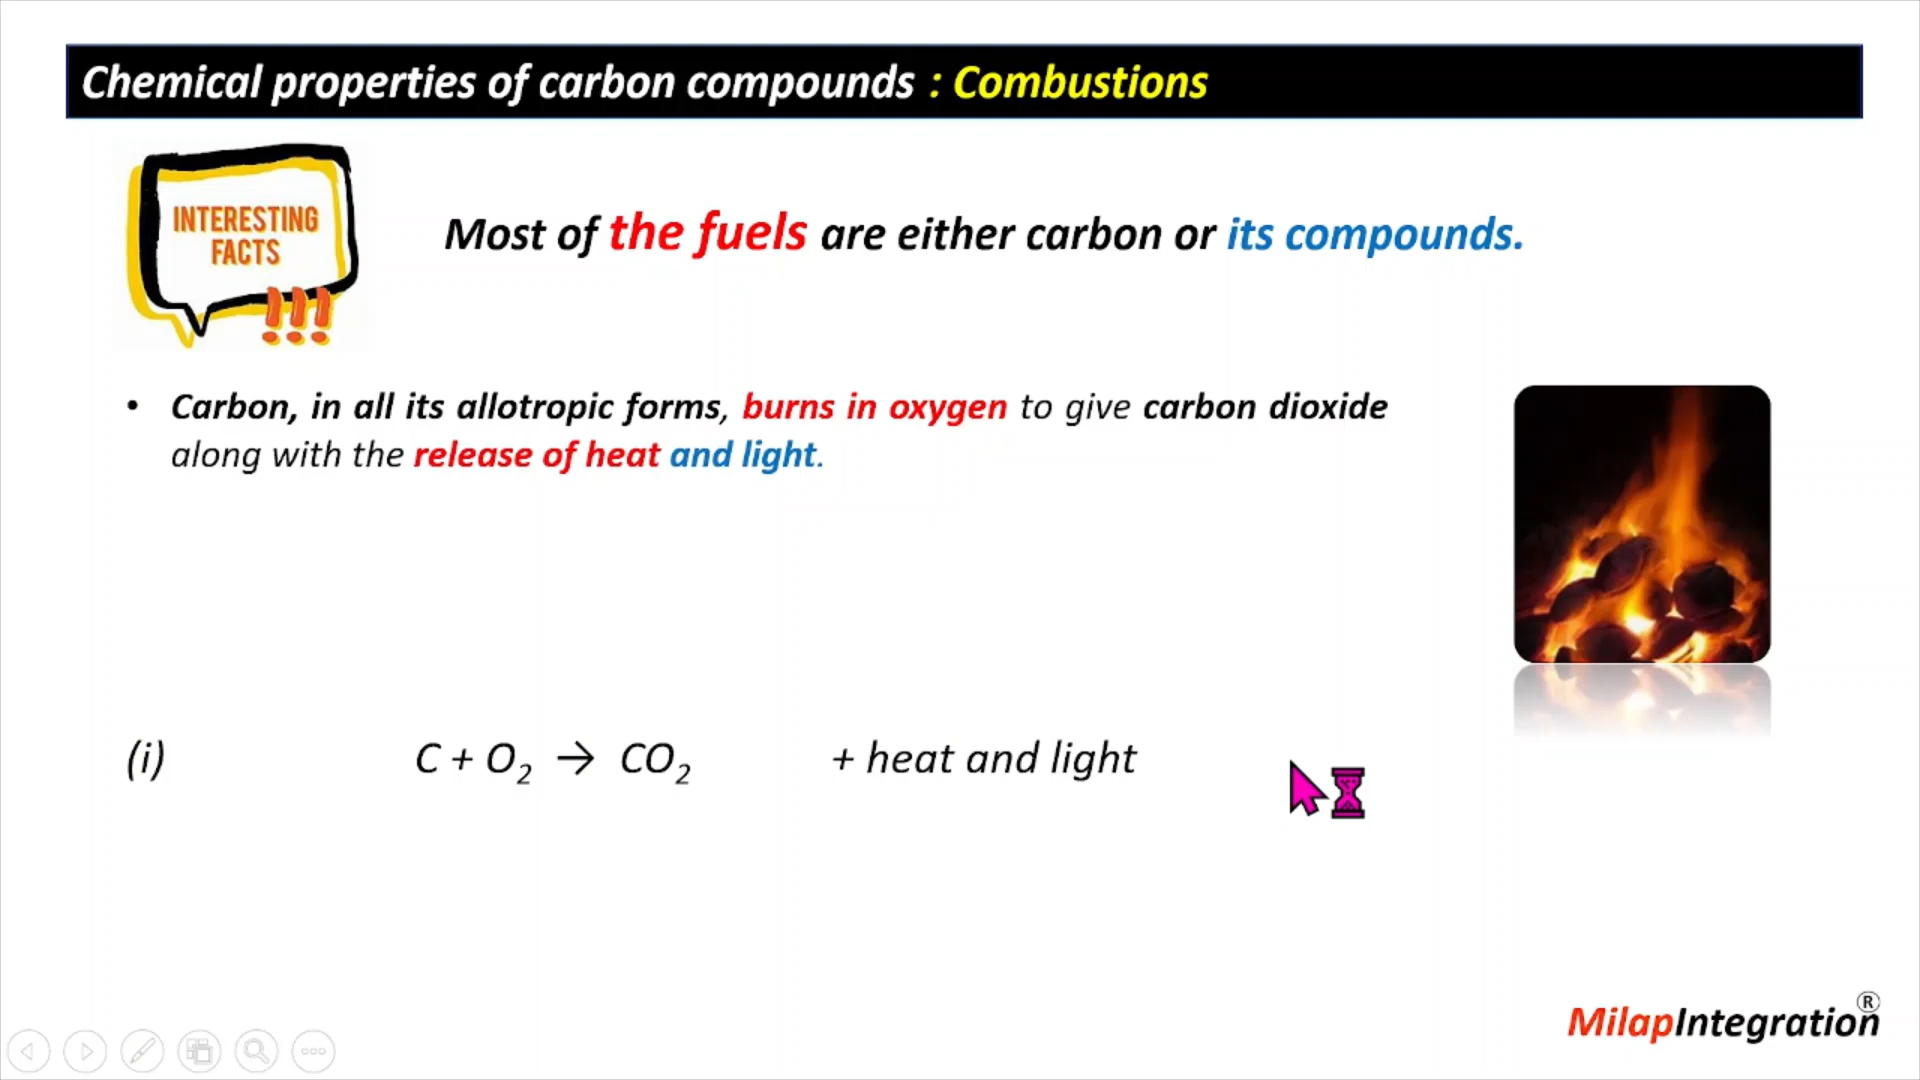 Chemical properties of carbon compounds : Combustions
INTERESTING
FACTS
!!!
Most of the fuels are either carbon or its compounds.
• Carbon, in all its allotropic forms, burns in oxygen to give carbon dioxide
along with the release of heat and light.
(i) C + O₂ → CO₂ + heat and light
MilapIntegration®